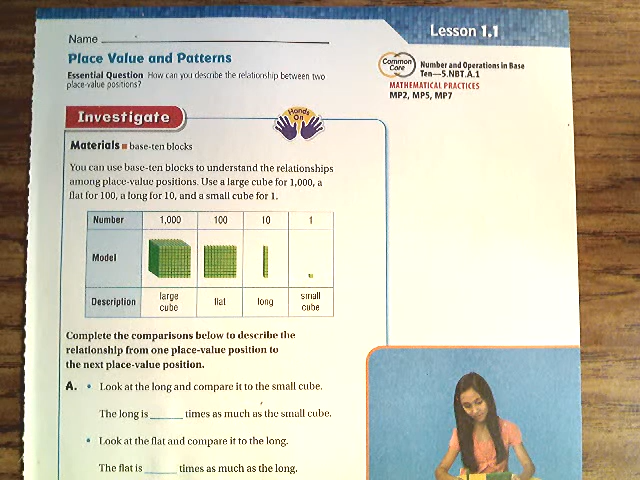 Lesson 1.1
Name
Place Value and Patterns
Essential Question How can you describe the relationship between two
place-value positions?
Common
Core
Number and Operations in Base
Ten—5.NBT.A.1
MATHEMATICAL PRACTICES
MP2, MP5, MP7
Investigate
Hands
On
Materials ■ base-ten blocks
You can use base-ten blocks to understand the relationships
among place-value positions. Use a large cube for 1,000, a
flat for 100, a long for 10, and a small cube for 1.
Number 1,000 100 10 1
Model
Description large cube flat long small cube
Complete the comparisons below to describe the
relationship from one place-value position to
the next place-value position.
A. • Look at the long and compare it to the small cube.
The long is ______ times as much as the small cube.
• Look at the flat and compare it to the long.
The flat is ______ times as much as the long.